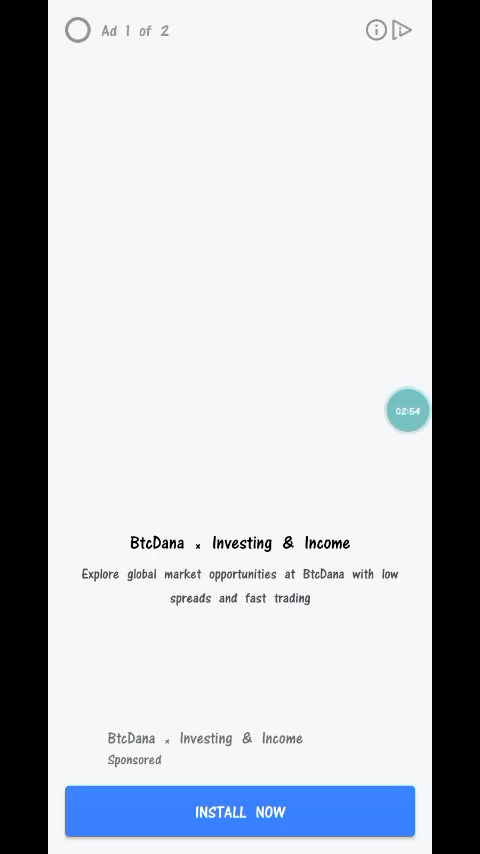 Ad 1 of 2
02:54
BtcDana × Investing & Income
Explore global market opportunities at BtcDana with low
spreads and fast trading
BtcDana × Investing & Income
Sponsored
INSTALL NOW